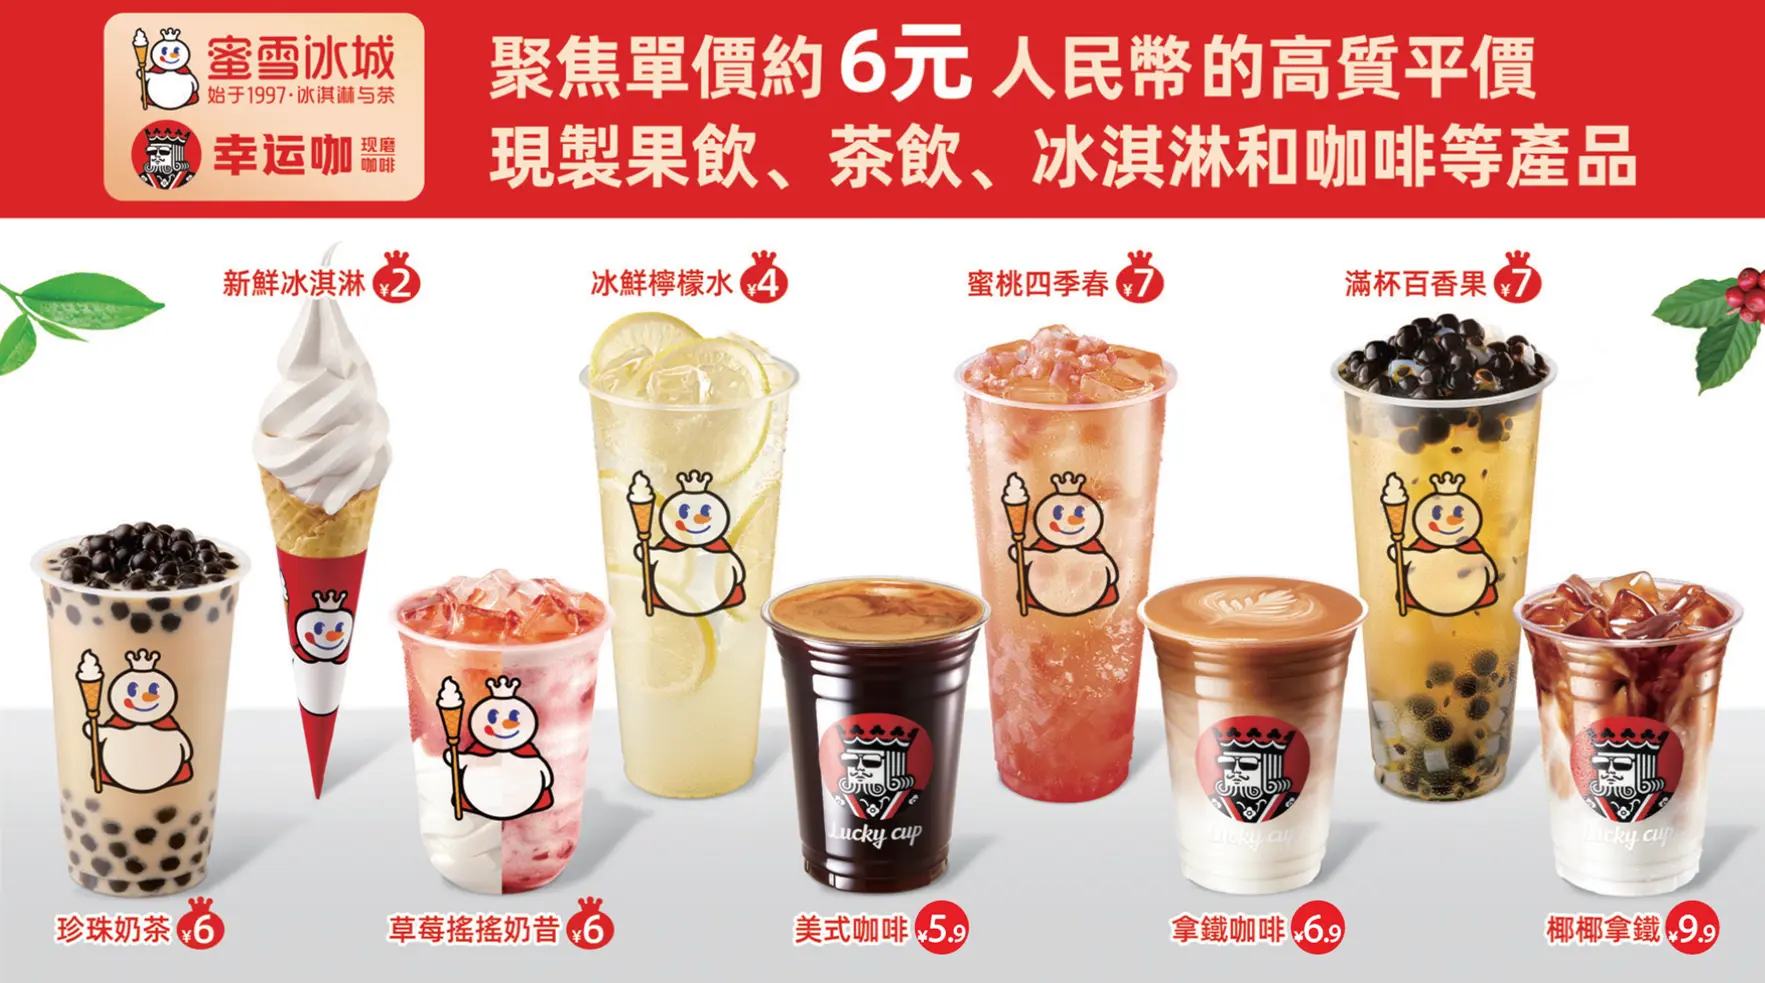 蜜雪冰城
始于1997·冰淇淋与茶
幸运咖 现磨咖啡
聚焦單價約6元人民幣的高質平價
現製果飲、茶飲、冰淇淋和咖啡等產品
新鮮冰淇淋 ¥2
冰鮮檸檬水 ¥4
蜜桃四季春 ¥7
滿杯百香果 ¥7
Lucky cup
Lucky cup
Lucky cup
珍珠奶茶 ¥6
草莓搖搖奶昔 ¥6
美式咖啡 ¥5.9
拿鐵咖啡 ¥6.9
椰椰拿鐵 ¥9.9